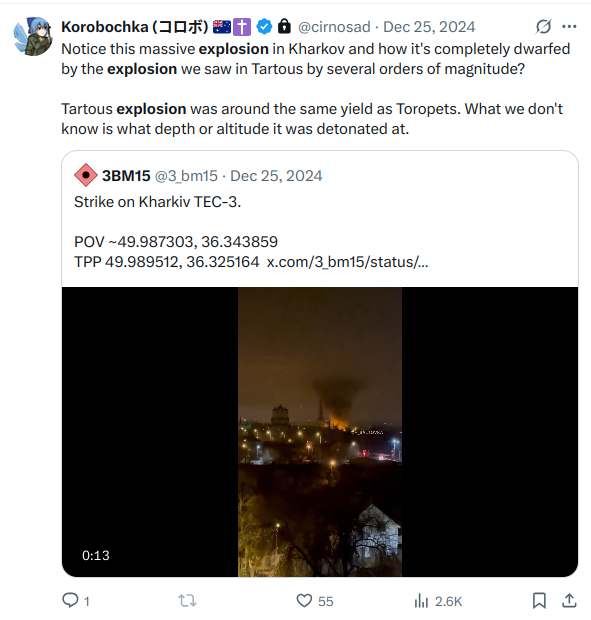 Korobochka (コロボ) 🇦🇺✝️ @cirnosad · Dec 25, 2024
Notice this massive explosion in Kharkov and how it's completely dwarfed
by the explosion we saw in Tartous by several orders of magnitude?
Tartous explosion was around the same yield as Toropets. What we don't
know is what depth or altitude it was detonated at.
3BM15 @3_bm15 · Dec 25, 2024
Strike on Kharkiv TEC-3.
POV ~49.987303, 36.343859
TPP 49.989512, 36.325164 x.com/3_bm15/status/...
0:13
1
55
2.6K